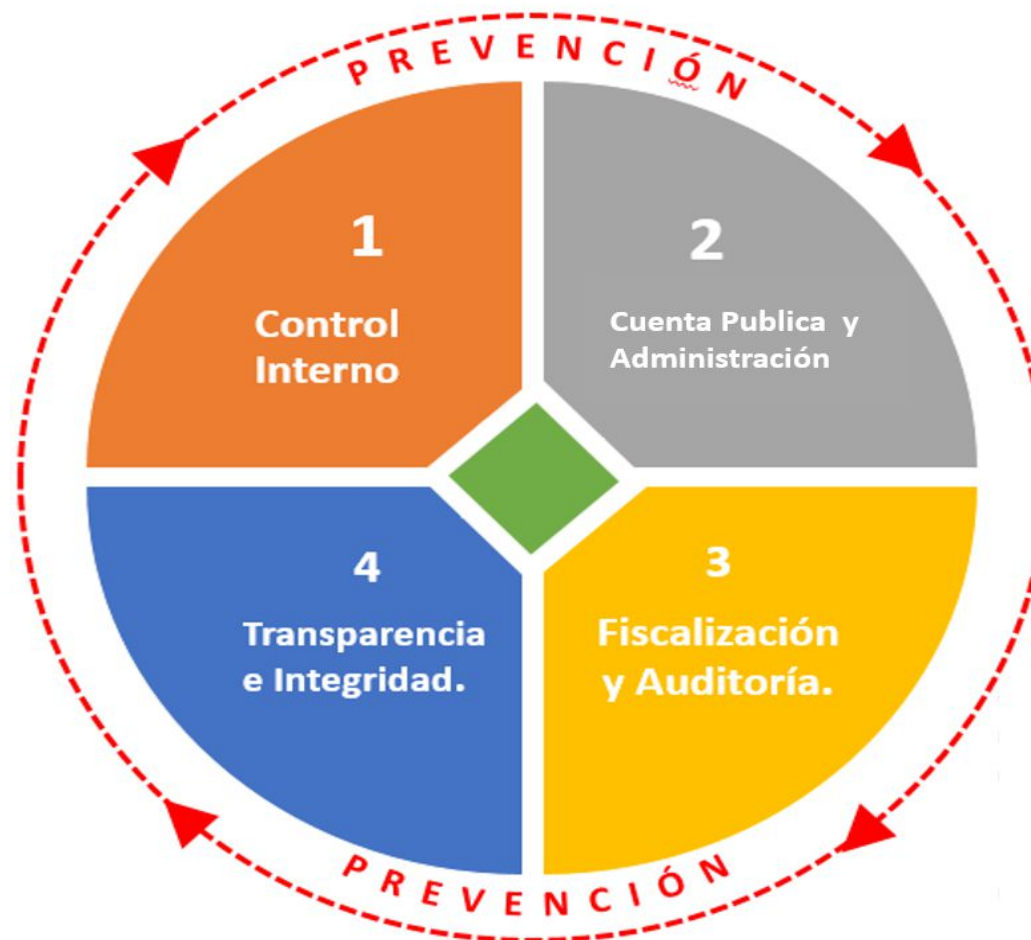 PREVENCIÓN
1
Control
Interno
2
Cuenta Publica y
Administración
4
Transparencia
e Integridad.
3
Fiscalización
y Auditoría.
PREVENCIÓN